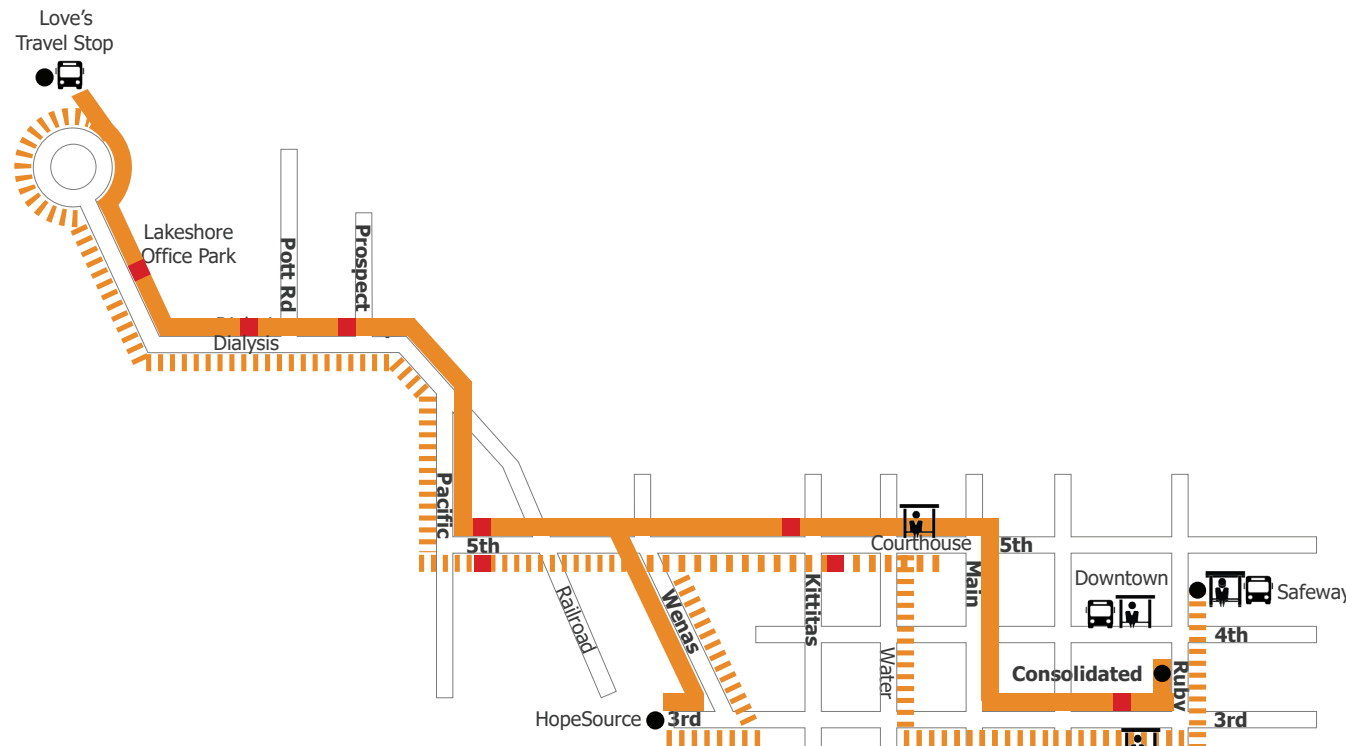 Love's
Travel Stop
Lakeshore
Office Park
Pott Rd
Prospect
Dialysis
Pacific
5th
Courthouse
5th
Railroad
Wenas
Kittitas
Main
Downtown
Safeway
4th
Water
Consolidated
Ruby
HopeSource
3rd
3rd